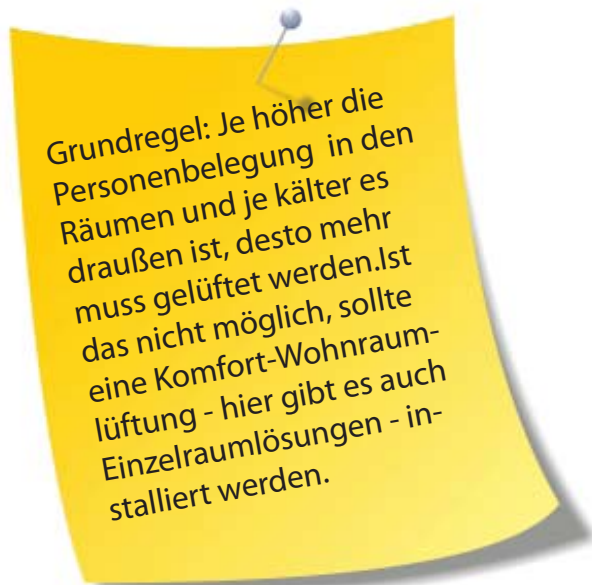 Grundregel: Je höher die
Personenbelegung  in den
Räumen und je kälter es
draußen ist, desto mehr
muss gelüftet werden.Ist
das nicht möglich, sollte
eine Komfort-Wohnraum-
lüftung - hier gibt es auch
Einzelraumlösungen - in-
stalliert werden.